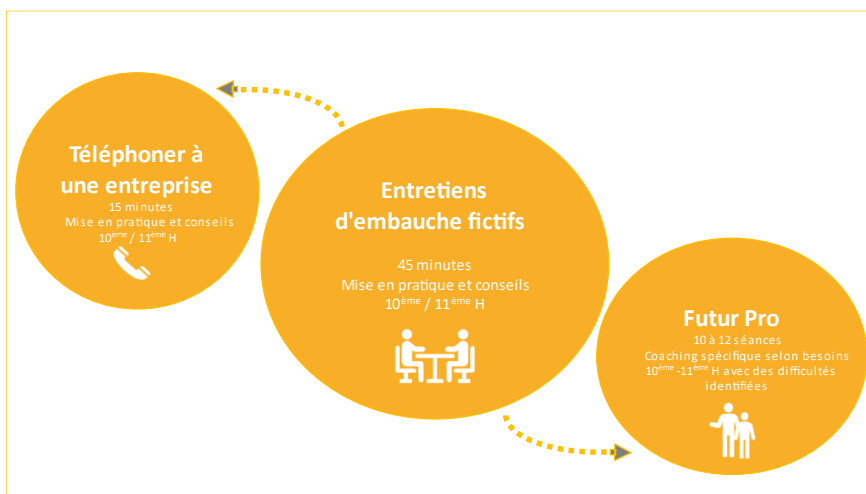 Téléphoner à
une entreprise
15 minutes
Mise en pratique et conseils
10ème / 11ème H
Entretiens
d'embauche fictifs
45 minutes
Mise en pratique et conseils
10ème / 11ème H
Futur Pro
10 à 12 séances
Coaching spécifique selon besoins
10ème -11ème H avec des difficultés
identifiées